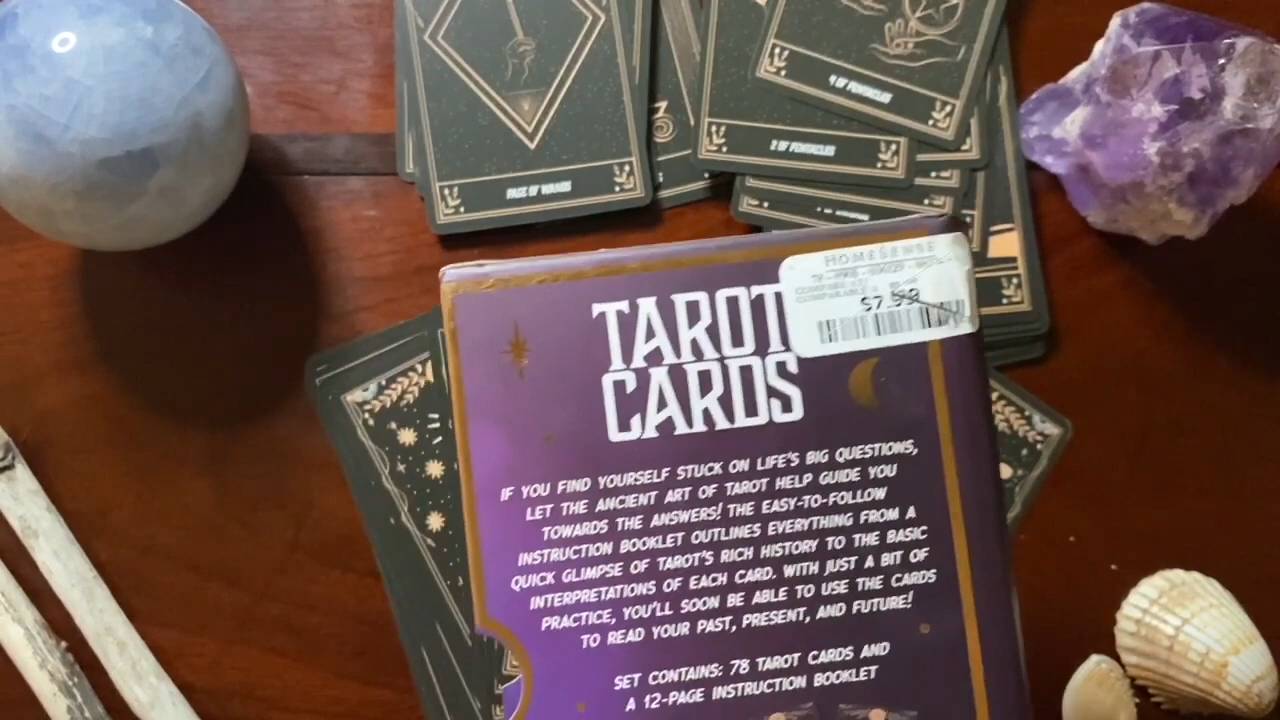 4 OF PENTACLES
2 OF PENTACLES
PAGE OF WANDS
HOMESENSE
$7.99
TAROT
CARDS
IF YOU FIND YOURSELF STUCK ON LIFE'S BIG QUESTIONS,
LET THE ANCIENT ART OF TAROT HELP GUIDE YOU
TOWARDS THE ANSWERS! THE EASY-TO-FOLLOW
INSTRUCTION BOOKLET OUTLINES EVERYTHING FROM A
QUICK GLIMPSE OF TAROT'S RICH HISTORY TO THE BASIC
INTERPRETATIONS OF EACH CARD. WITH JUST A BIT OF
PRACTICE, YOU'LL SOON BE ABLE TO USE THE CARDS
TO READ YOUR PAST, PRESENT, AND FUTURE!
SET CONTAINS: 78 TAROT CARDS AND
A 12-PAGE INSTRUCTION BOOKLET